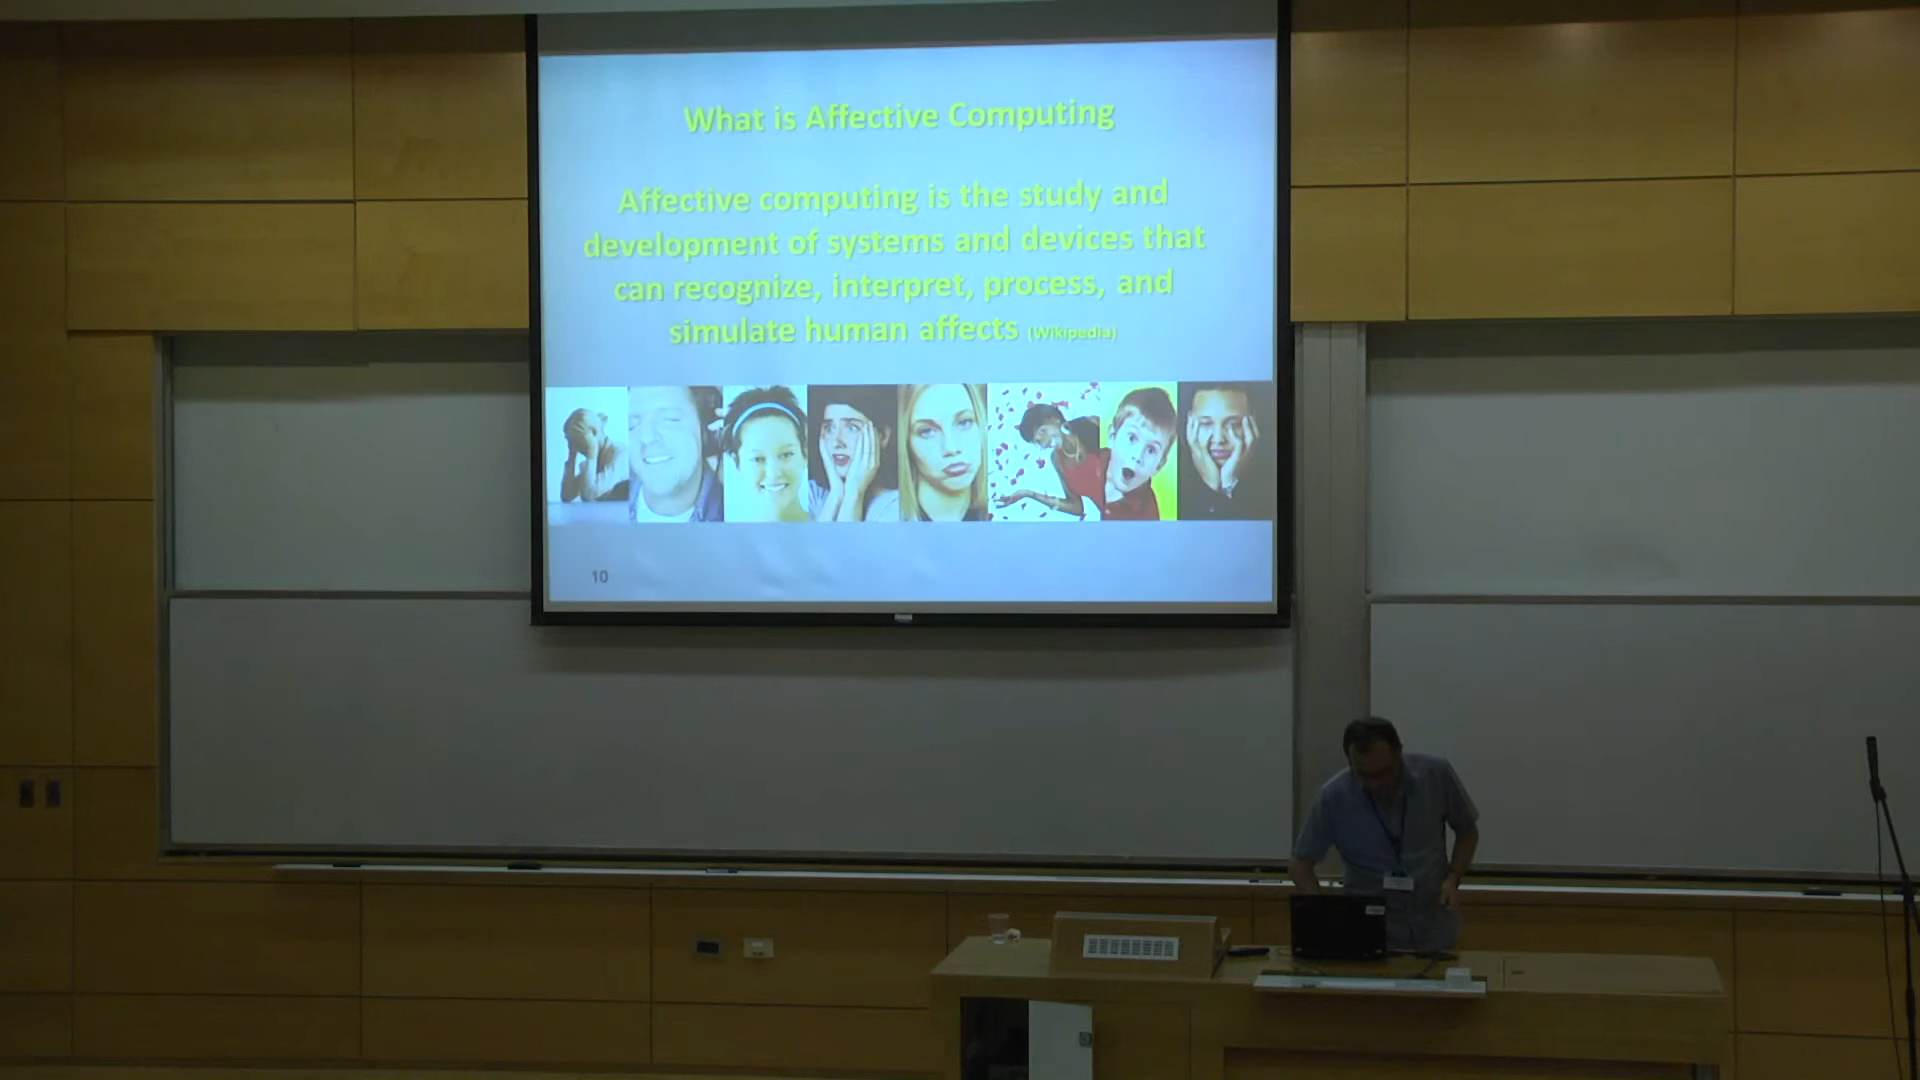 What is Affective Computing
Affective computing is the study and
development of systems and devices that
can recognize, interpret, process, and
simulate human affects (Wikipedia)
10